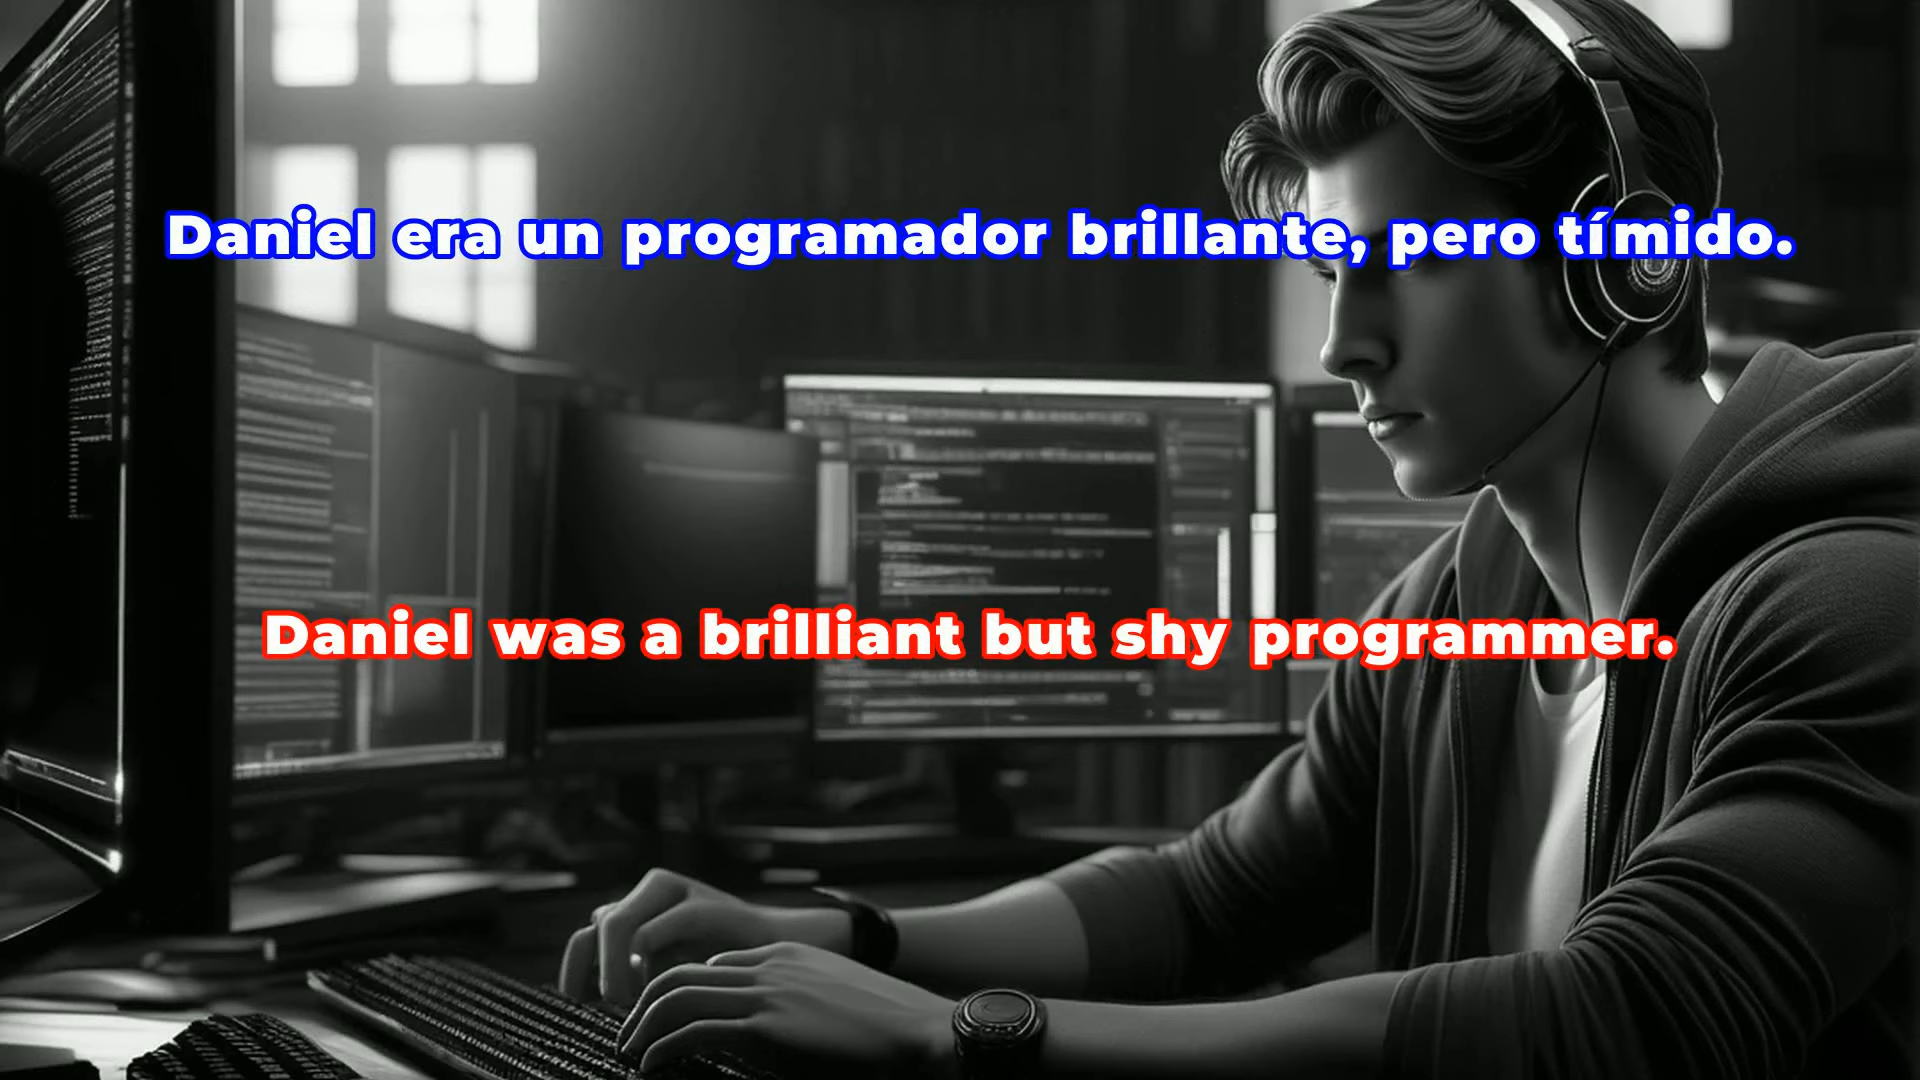 Daniel era un programador brillante, pero tímido.
Daniel was a brilliant but shy programmer.